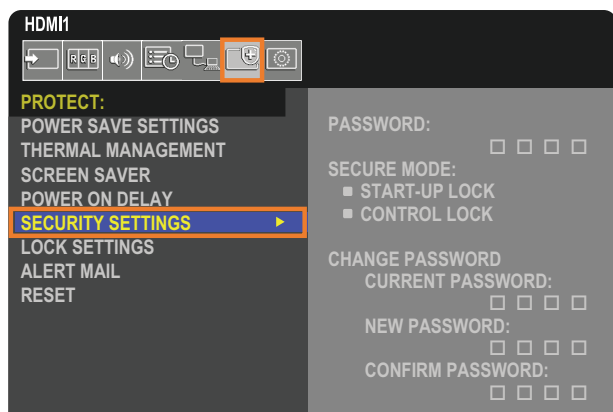 HDMI1
R G B
PROTECT:
POWER SAVE SETTINGS
THERMAL MANAGEMENT
SCREEN SAVER
POWER ON DELAY
SECURITY SETTINGS
LOCK SETTINGS
ALERT MAIL
RESET
PASSWORD:
SECURE MODE:
START-UP LOCK
CONTROL LOCK
CHANGE PASSWORD
CURRENT PASSWORD:
NEW PASSWORD:
CONFIRM PASSWORD: